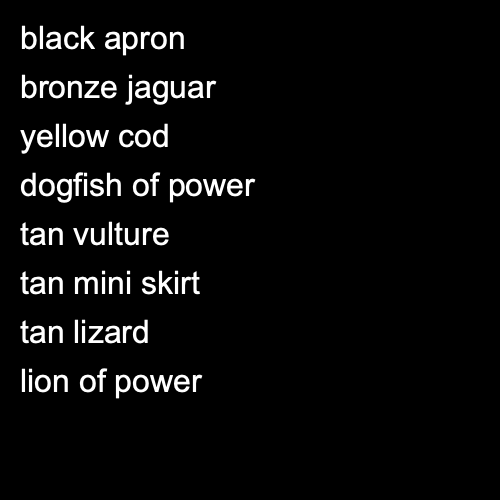 black apron
bronze jaguar
yellow cod
dogfish of power
tan vulture
tan mini skirt
tan lizard
lion of power